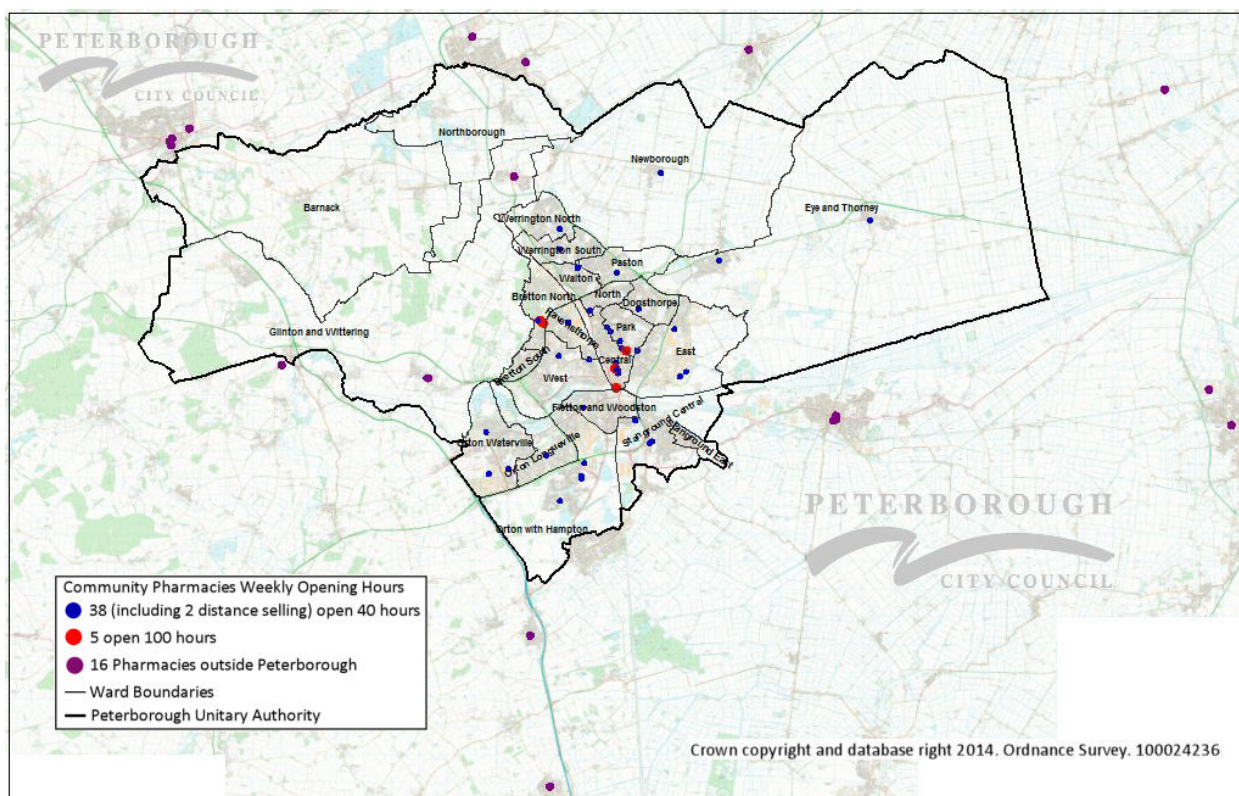 PETERBOROUGH
CITY COUNCIL
Northborough
Newborough
Barnack
Eye and Thorney
Werrington North
Werrington South
Paston
Walton
Bretton North
North
Dogsthorpe
Ravensthorpe
Park
Glinton and Wittering
East
Bretton South
Central
West
Fletton and Woodston
Stanground Central
Stanground East
Orton Waterville
Orton Longueville
Orton with Hampton
PETERBOROUGH
CITY COUNCIL
Community Pharmacies Weekly Opening Hours
38 (including 2 distance selling) open 40 hours
5 open 100 hours
16 Pharmacies outside Peterborough
Ward Boundaries
Peterborough Unitary Authority
Crown copyright and database right 2014. Ordnance Survey. 100024236